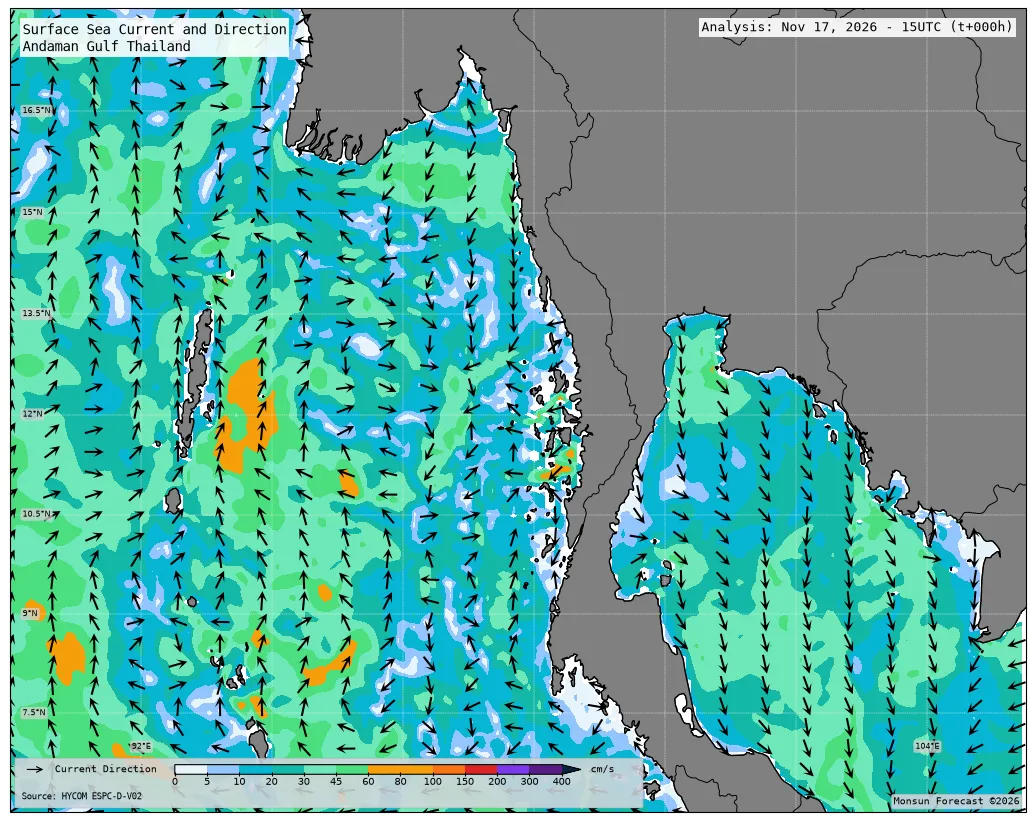 Surface Sea Current and Direction
Andaman Gulf Thailand
Analysis: Nov 17, 2026 - 15UTC (t+000h)
16.5°N
15°N
13.5°N
12°N
10.5°N
9°N
7.5°N
92°E
104°E
Current Direction
cm/s
0 5 10 20 30 45 60 80 100 150 200 300 400
Source: HYCOM ESPC-D-V02
Monsun Forecast ©2026